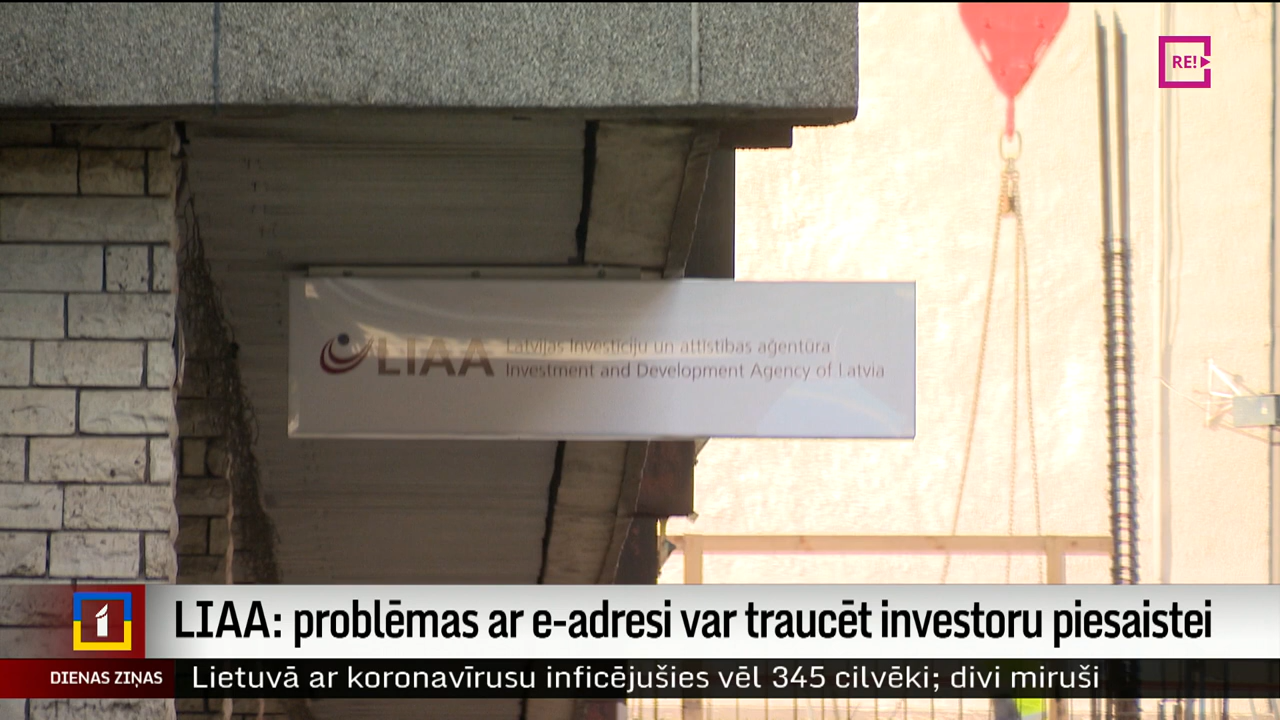 RE!
LIAA
Latvijas Investīciju un attīstības aģentūra
Investment and Development Agency of Latvia
1
LIAA: problēmas ar e-adresi var traucēt investoru piesaistei
DIENAS ZIŅAS
Lietuvā ar koronavīrusu inficējušies vēl 345 cilvēki; divi miruši